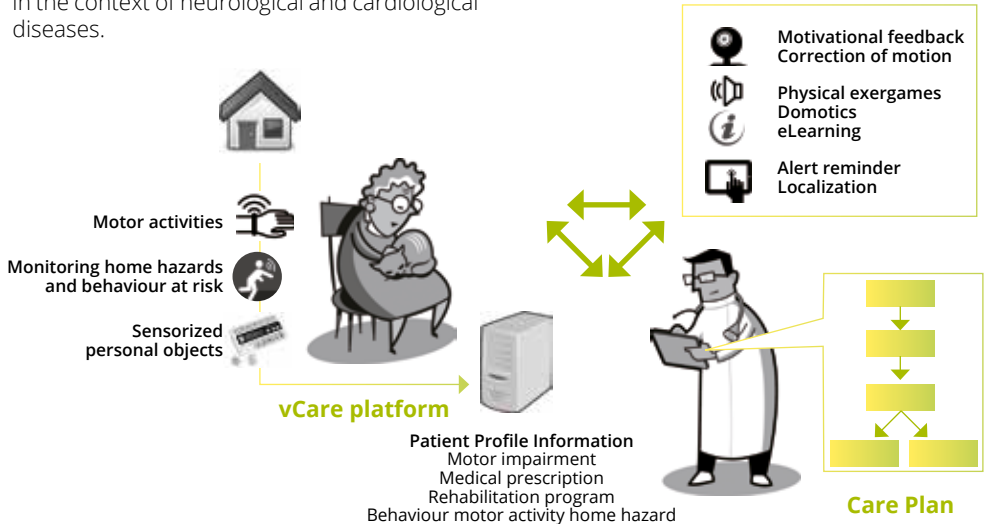 in the context of neurological and cardiological
diseases.
Motivational feedback
Correction of motion
Physical exergames
Domotics
eLearning
Alert reminder
Localization
Motor activities
Monitoring home hazards
and behaviour at risk
Sensorized
personal objects
vCare platform
Patient Profile Information
Motor impairment
Medical prescription
Rehabilitation program
Behaviour motor activity home hazard
Care Plan